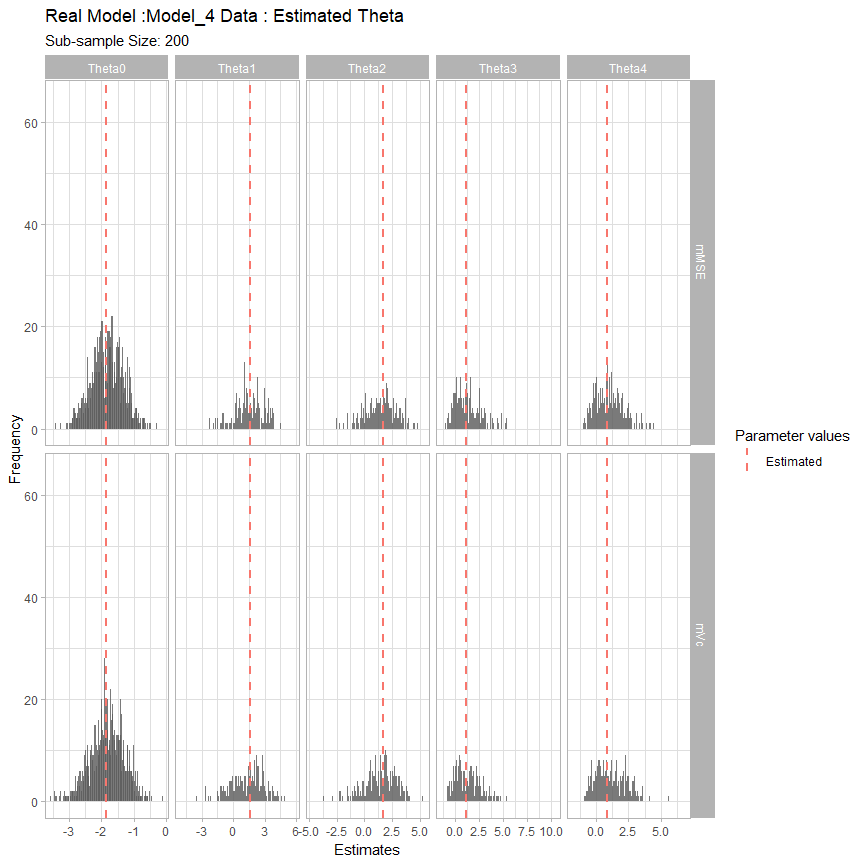 Real Model :Model_4 Data : Estimated Theta
Sub-sample Size: 200
Theta0 Theta1 Theta2 Theta3 Theta4
60
40
20
0
mMSE
Frequency
60
40
20
0
mVc
Parameter values
Estimated
-3 -2 -1 0 -3 0 3 6 -5.0 -2.5 0.0 2.5 5.0 0.0 2.5 5.0 7.5 10.0 0.0 2.5 5.0
Estimates